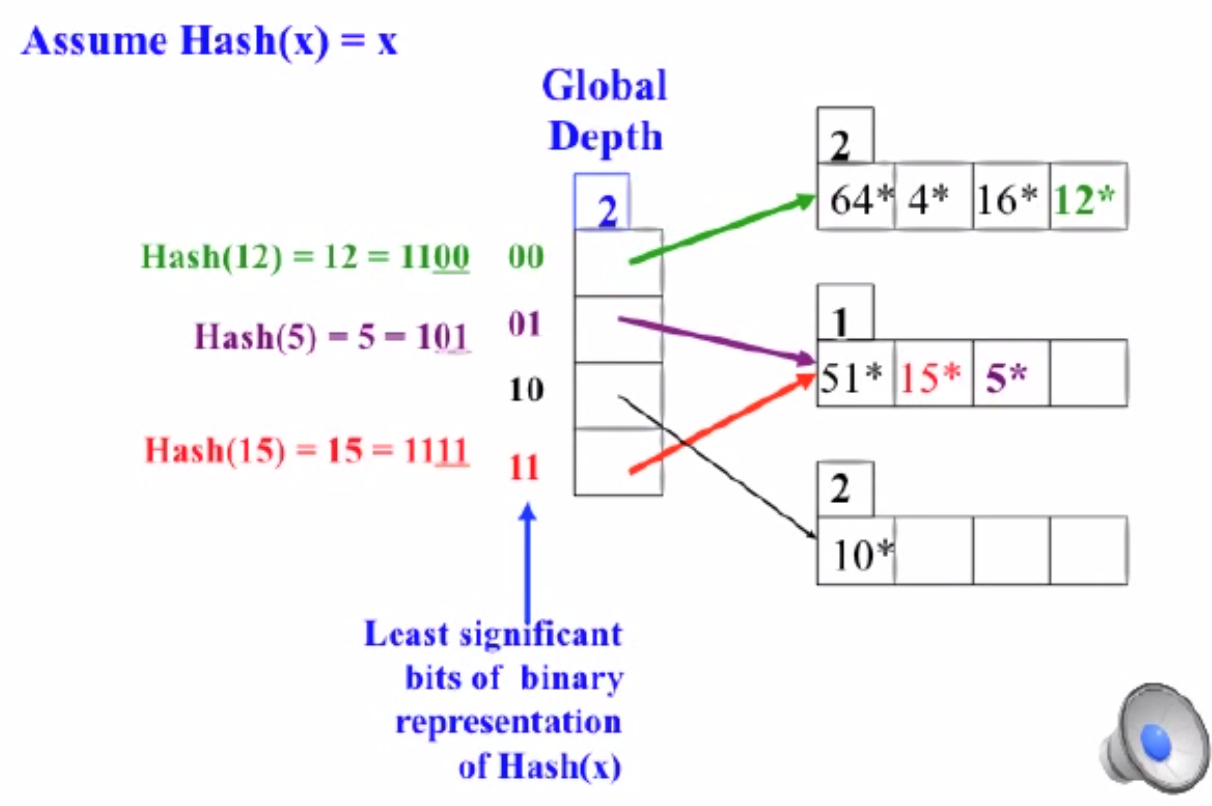 Assume Hash(x) = x
Global
Depth
2
2
64* 4* 16* 12*
Hash(12) = 12 = 1100 00
Hash(5) = 5 = 101 01
1
51* 15* 5*
10
Hash(15) = 15 = 1111 11
2
10*
Least significant
bits of binary
representation
of Hash(x)